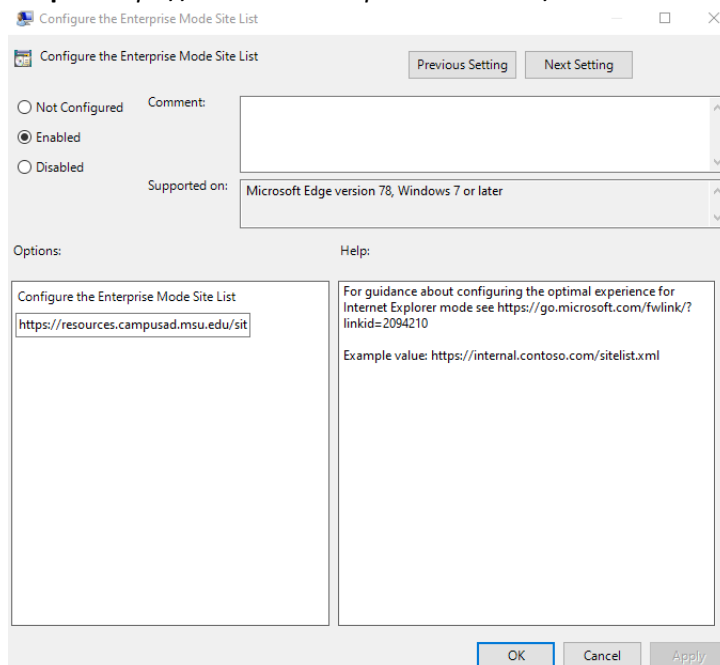 Configure the Enterprise Mode Site List
Configure the Enterprise Mode Site List
Previous Setting
Next Setting
Not Configured
Comment:
Enabled
Disabled
Supported on:
Microsoft Edge version 78, Windows 7 or later
Options:
Help:
Configure the Enterprise Mode Site List
https://resources.campusad.msu.edu/sit
For guidance about configuring the optimal experience for
Internet Explorer mode see https://go.microsoft.com/fwlink/?
linkid=2094210
Example value: https://internal.contoso.com/sitelist.xml
OK
Cancel
Apply